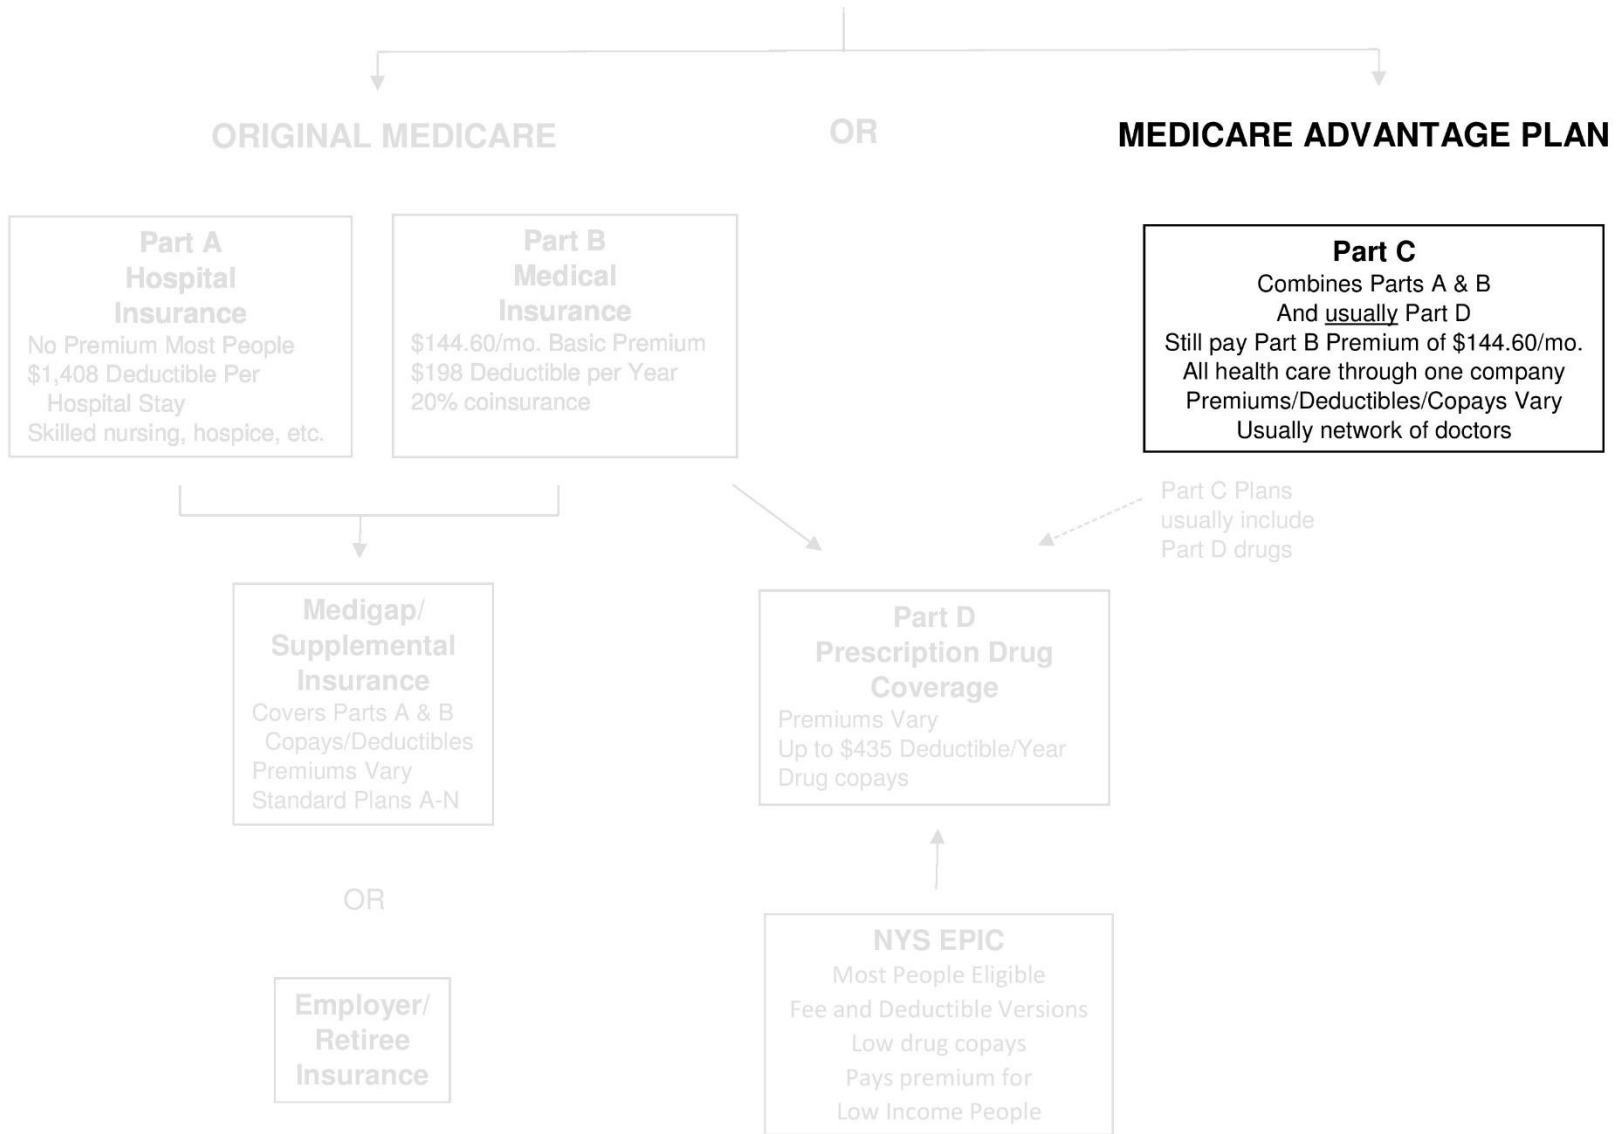 ORIGINAL MEDICARE
OR
MEDICARE ADVANTAGE PLAN
Part A
Hospital
Insurance
No Premium Most People
$1,408 Deductible Per
Hospital Stay
Skilled nursing, hospice, etc.
Part B
Medical
Insurance
$144.60/mo. Basic Premium
$198 Deductible per Year
20% coinsurance
Part C
Combines Parts A & B
And usually Part D
Still pay Part B Premium of $144.60/mo.
All health care through one company
Premiums/Deductibles/Copays Vary
Usually network of doctors
Part C Plans
usually include
Part D drugs
Medigap/
Supplemental
Insurance
Covers Parts A & B
Copays/Deductibles
Premiums Vary
Standard Plans A-N
Part D
Prescription Drug
Coverage
Premiums Vary
Up to $435 Deductible/Year
Drug copays
OR
Employer/
Retiree
Insurance
NYS EPIC
Most People Eligible
Fee and Deductible Versions
Low drug copays
Pays premium for
Low Income People